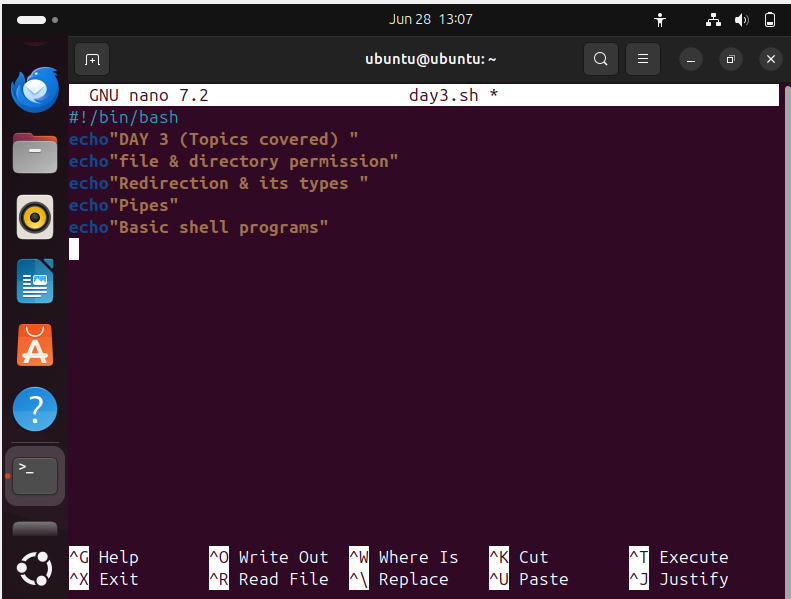 Jun 28 13:07
ubuntu@ubuntu: ~
GNU nano 7.2 day3.sh *
#!/bin/bash
echo"DAY 3 (Topics covered) "
echo"file & directory permission"
echo"Redirection & its types "
echo"Pipes"
echo"Basic shell programs"
^G Help ^O Write Out ^W Where Is ^K Cut ^T Execute
^X Exit ^R Read File ^\ Replace ^U Paste ^J Justify